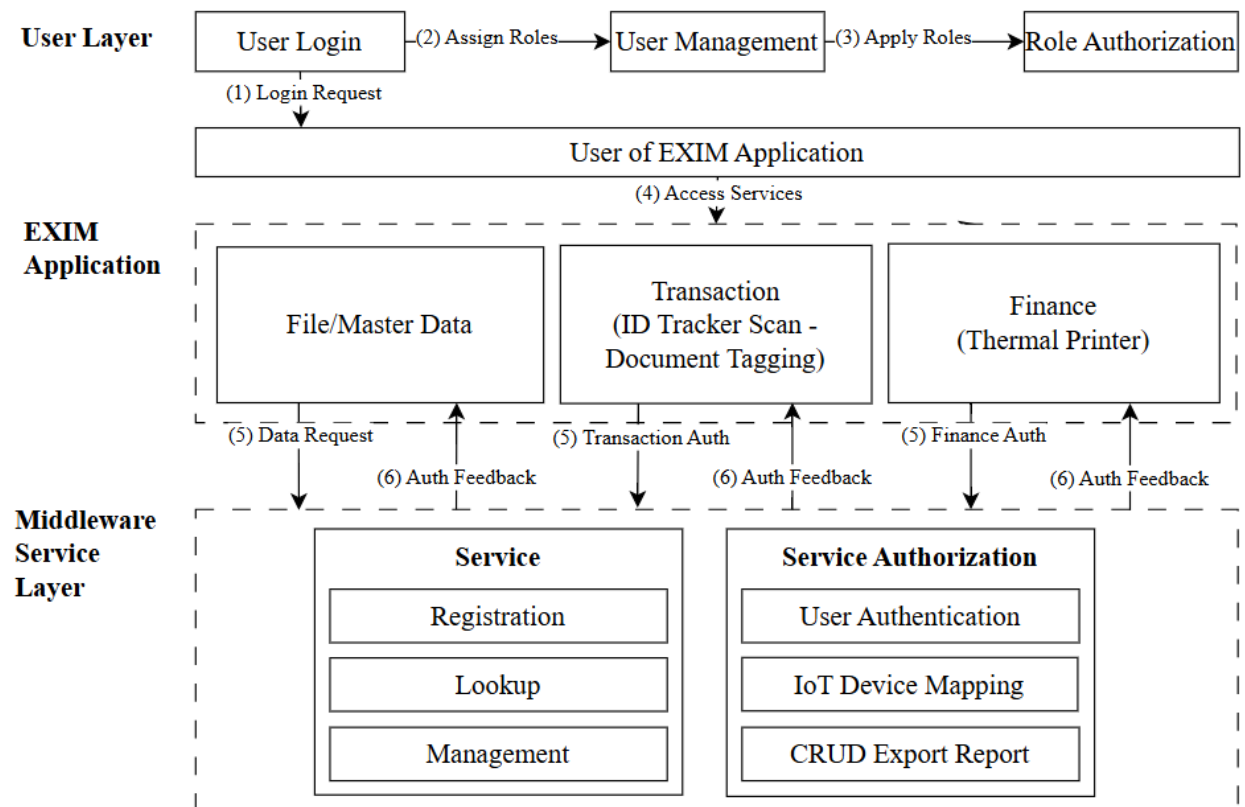 User Layer
User Login
(2) Assign Roles
User Management
(3) Apply Roles
Role Authorization
(1) Login Request
User of EXIM Application
(4) Access Services
EXIM
Application
File/Master Data
Transaction
(ID Tracker Scan -
Document Tagging)
Finance
(Thermal Printer)
(5) Data Request
(5) Transaction Auth
(5) Finance Auth
(6) Auth Feedback
(6) Auth Feedback
(6) Auth Feedback
Middleware
Service
Layer
Service
Registration
Lookup
Management
Service Authorization
User Authentication
IoT Device Mapping
CRUD Export Report